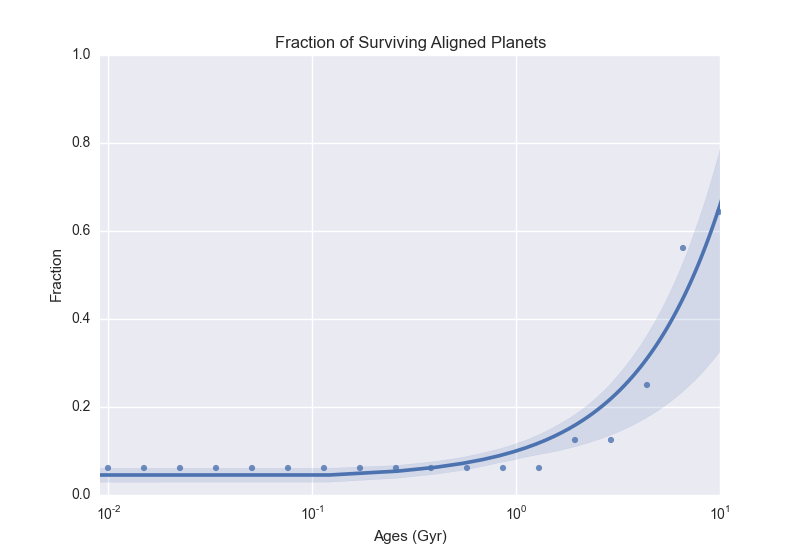 Fraction of Surviving Aligned Planets
1.0
0.8
0.6
0.4
0.2
0.0
Fraction
10⁻² 10⁻¹ 10⁰ 10¹
Ages (Gyr)